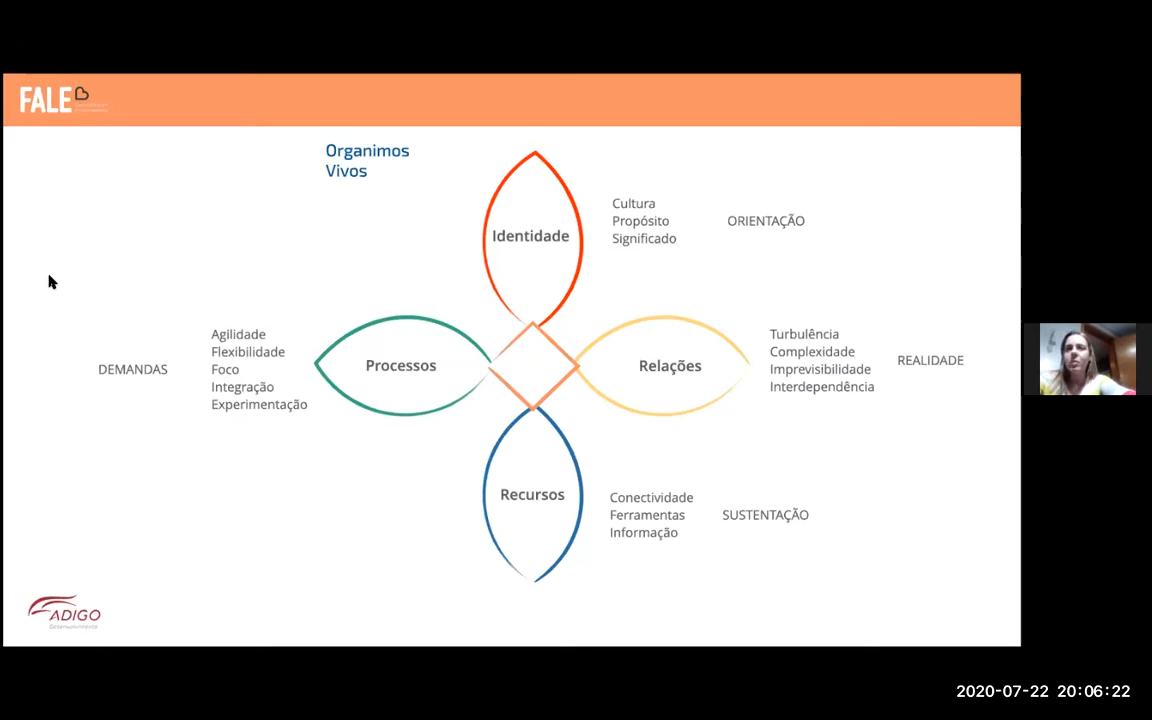 FALE
Organimos
Vivos
Identidade
Cultura
Propósito
Significado
ORIENTAÇÃO
DEMANDAS
Agilidade
Flexibilidade
Foco
Integração
Experimentação
Processos
Relações
Turbulência
Complexidade
Imprevisibilidade
Interdependência
REALIDADE
Recursos
Conectividade
Ferramentas
Informação
SUSTENTAÇÃO
ADIGO
Desenvolvimento
2020-07-22 20:06:22